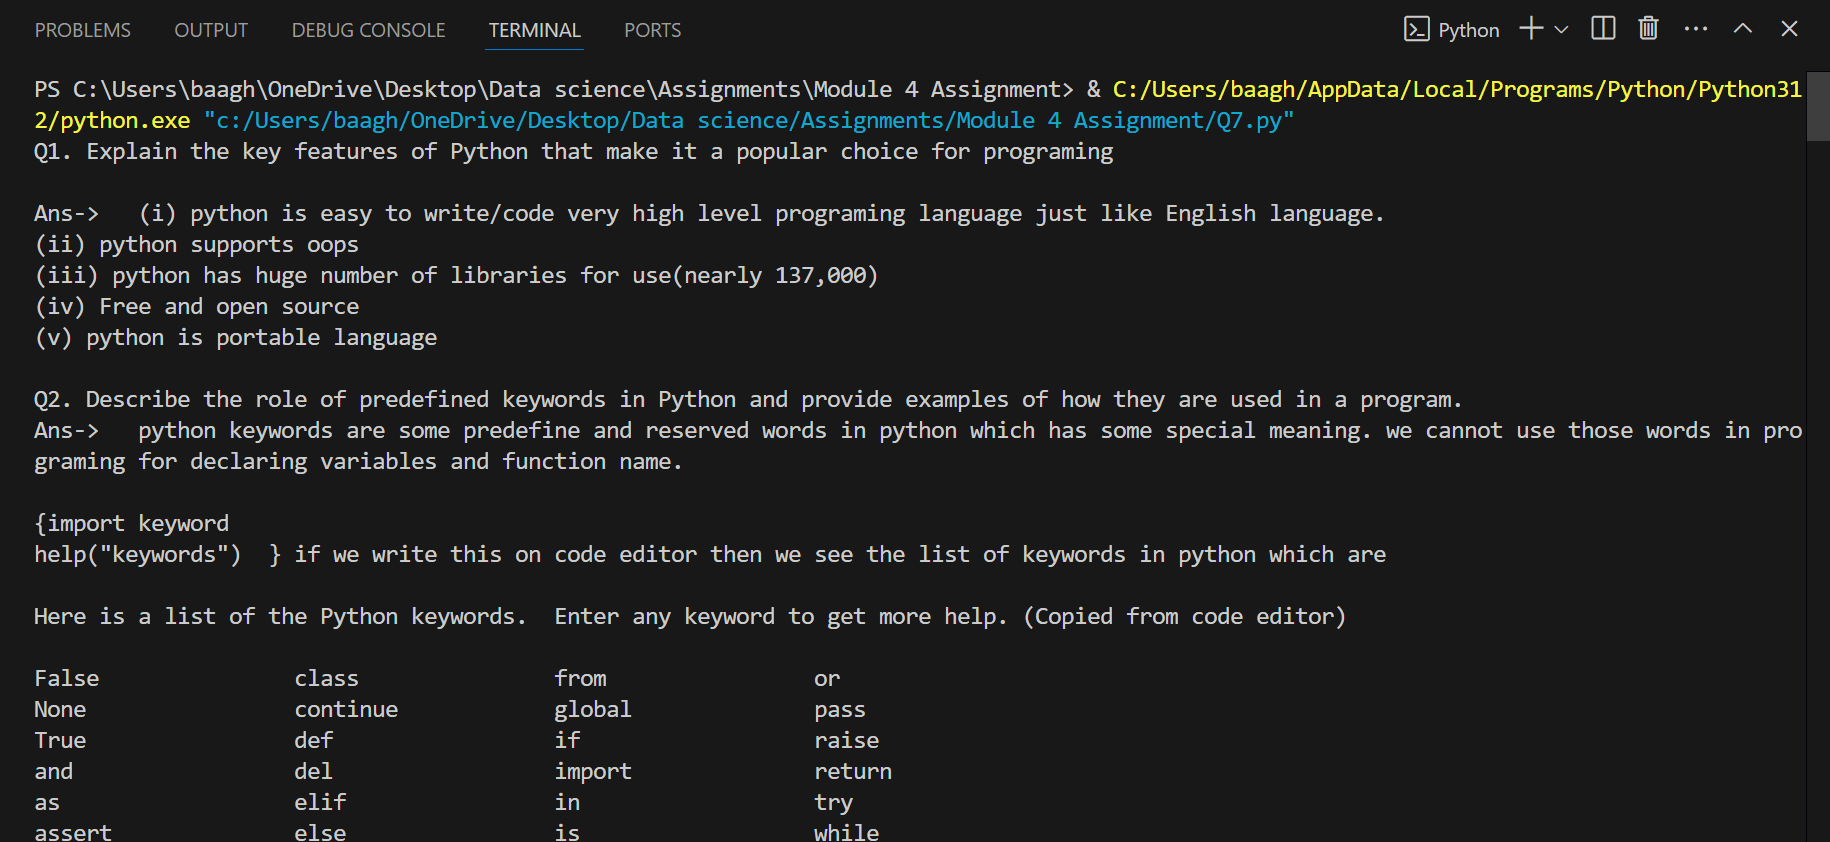 PROBLEMS OUTPUT DEBUG CONSOLE TERMINAL PORTS Python
PS C:\Users\baagh\OneDrive\Desktop\Data science\Assignments\Module 4 Assignment> & C:/Users/baagh/AppData/Local/Programs/Python/Python31
2/python.exe "c:/Users/baagh/OneDrive/Desktop/Data science/Assignments/Module 4 Assignment/Q7.py"
Q1. Explain the key features of Python that make it a popular choice for programing
Ans-> (i) python is easy to write/code very high level programing language just like English language.
(ii) python supports oops
(iii) python has huge number of libraries for use(nearly 137,000)
(iv) Free and open source
(v) python is portable language
Q2. Describe the role of predefined keywords in Python and provide examples of how they are used in a program.
Ans-> python keywords are some predefine and reserved words in python which has some special meaning. we cannot use those words in pro
graming for declaring variables and function name.
{import keyword
help("keywords") } if we write this on code editor then we see the list of keywords in python which are
Here is a list of the Python keywords. Enter any keyword to get more help. (Copied from code editor)
False class from or
None continue global pass
True def if raise
and del import return
as elif in try
assert else is while